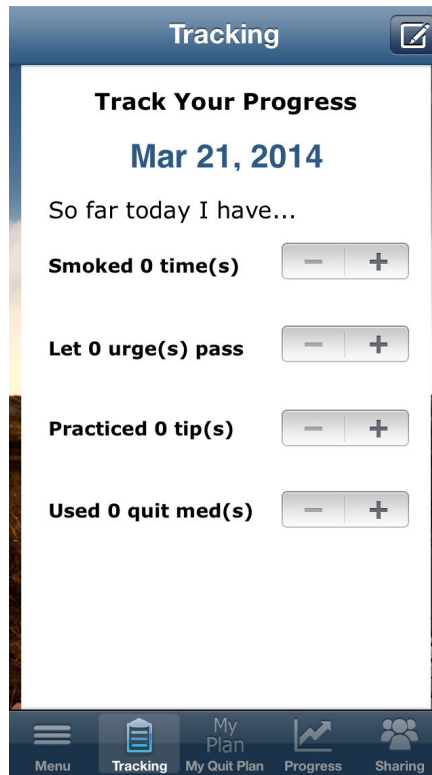 Tracking
Track Your Progress
Mar 21, 2014
So far today I have...
Smoked 0 time(s)
Let 0 urge(s) pass
Practiced 0 tip(s)
Used 0 quit med(s)
My
Plan
Menu Tracking My Quit Plan Progress Sharing